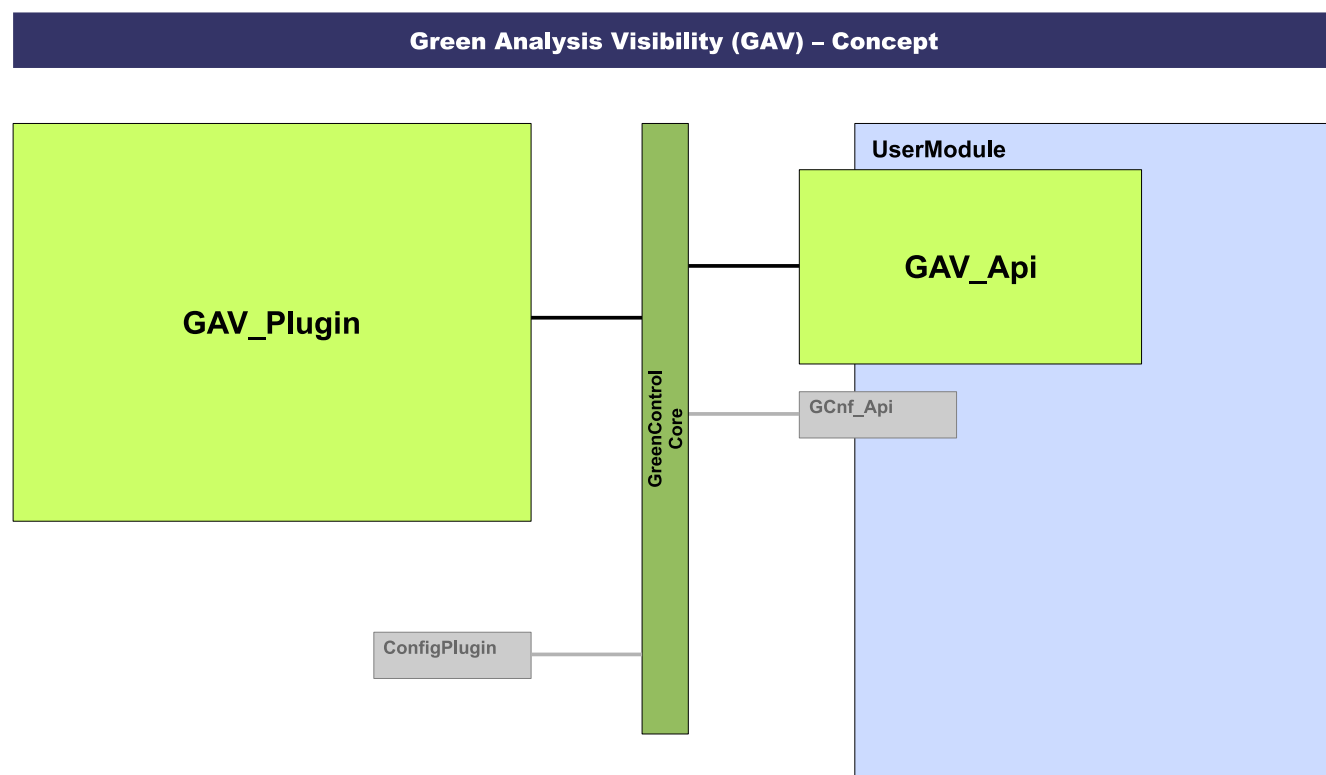 Green Analysis Visibility (GAV) – Concept
UserModule
GAV_Api
GAV_Plugin
GreenControl
Core
GCnf_Api
ConfigPlugin